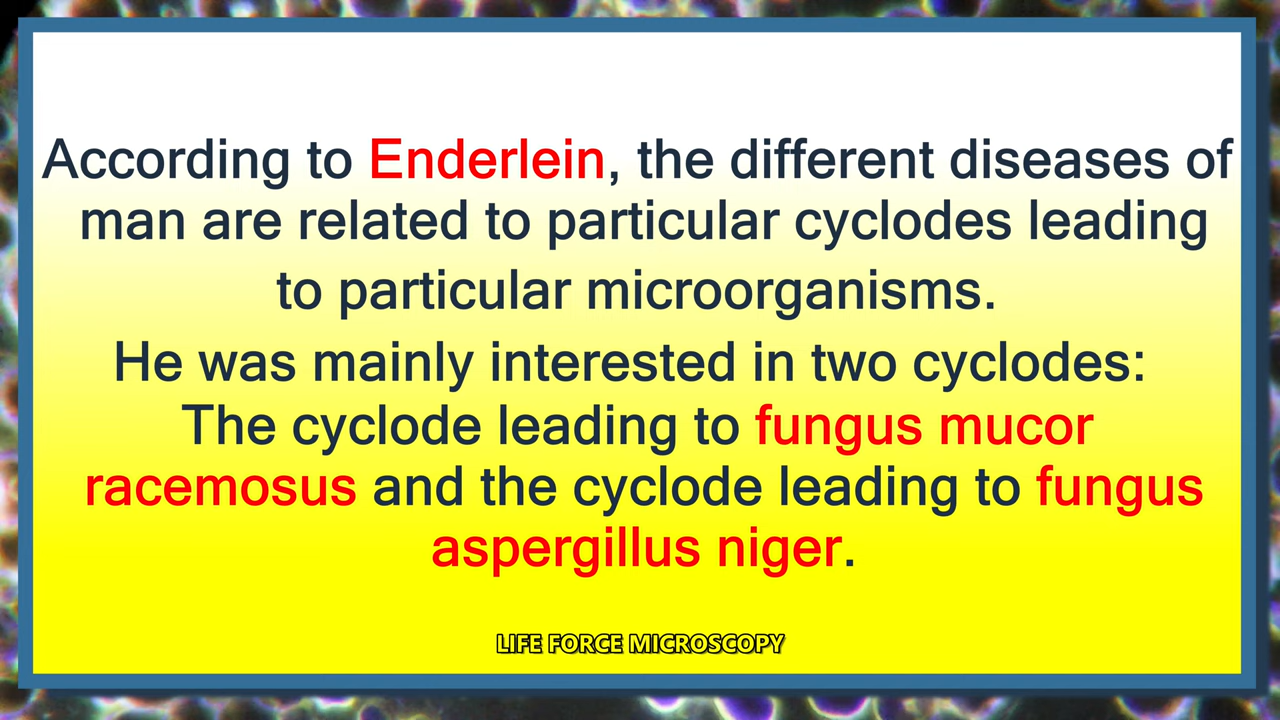 According to Enderlein, the different diseases of
man are related to particular cyclodes leading
to particular microorganisms.
He was mainly interested in two cyclodes:
The cyclode leading to fungus mucor
racemosus and the cyclode leading to fungus
aspergillus niger.
LIFE FORCE MICROSCOPY